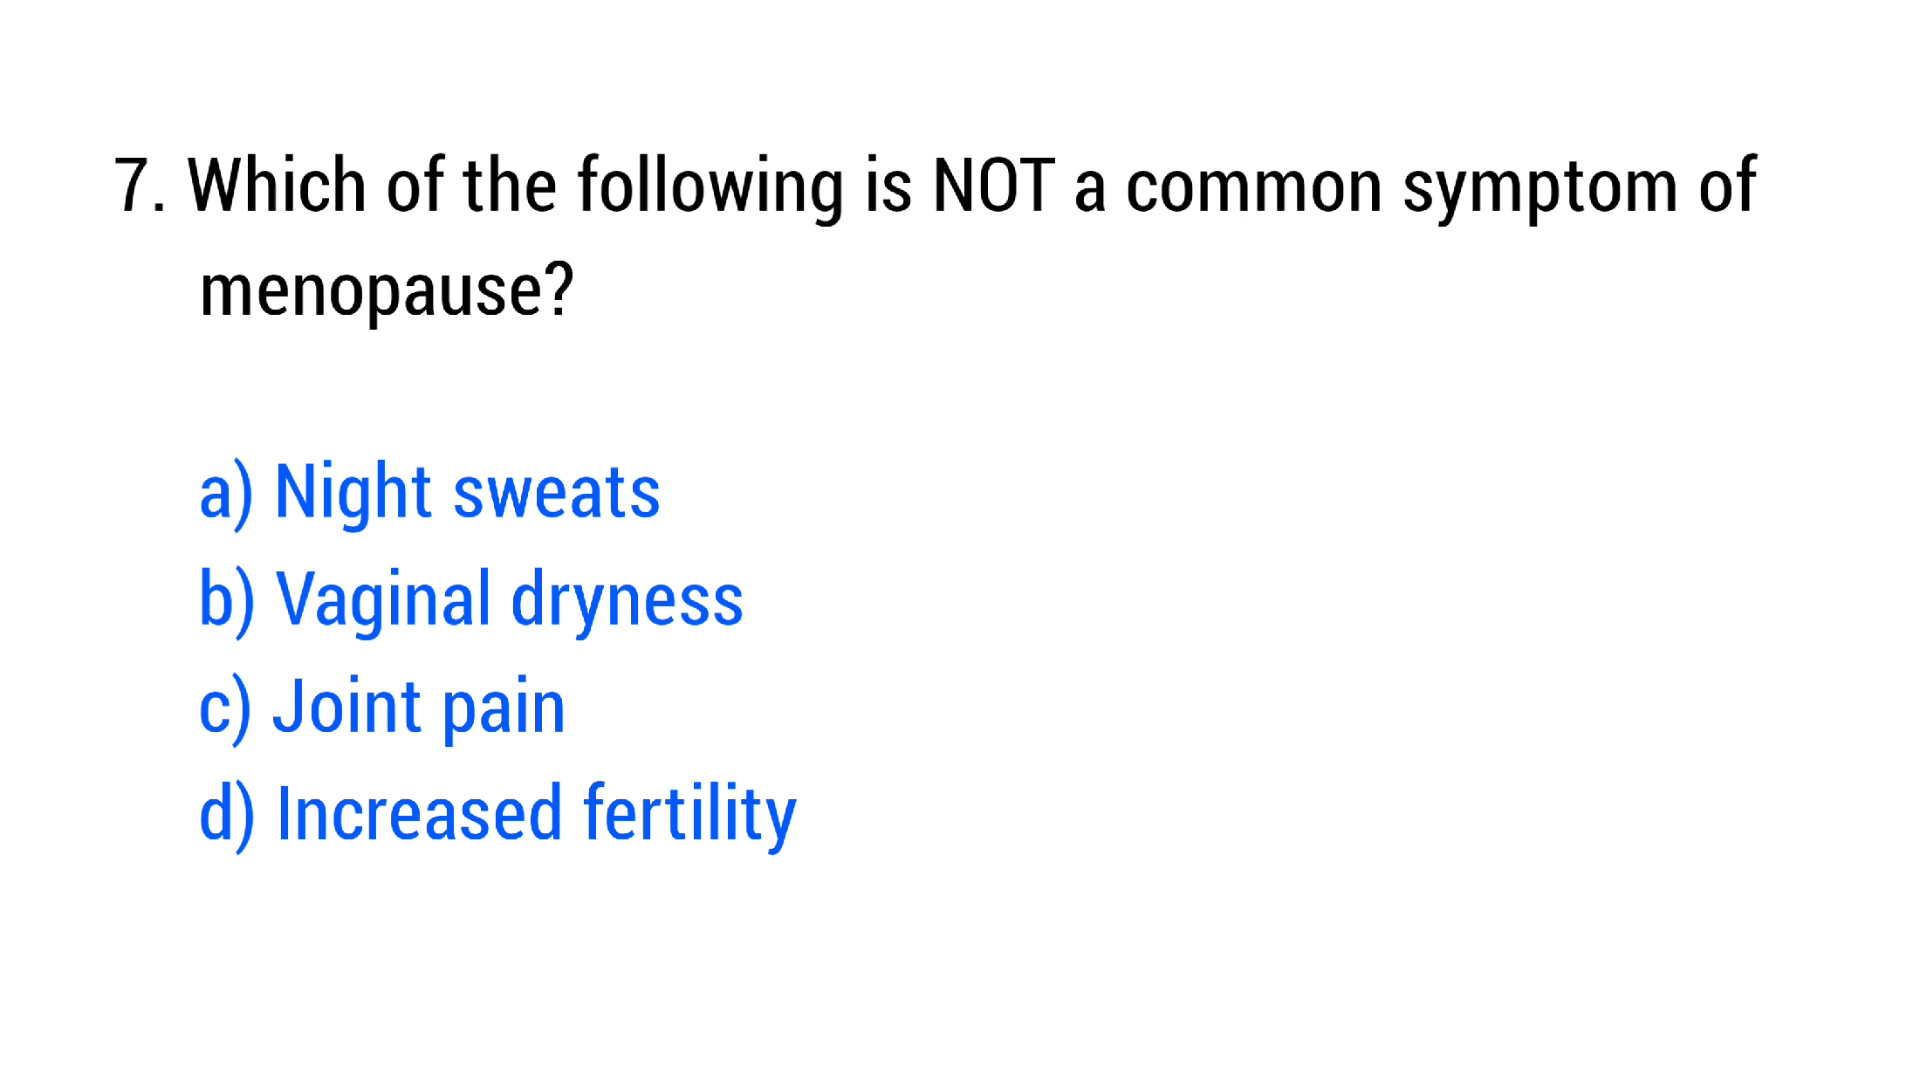 7. Which of the following is NOT a common symptom of
menopause?
a) Night sweats
b) Vaginal dryness
c) Joint pain
d) Increased fertility